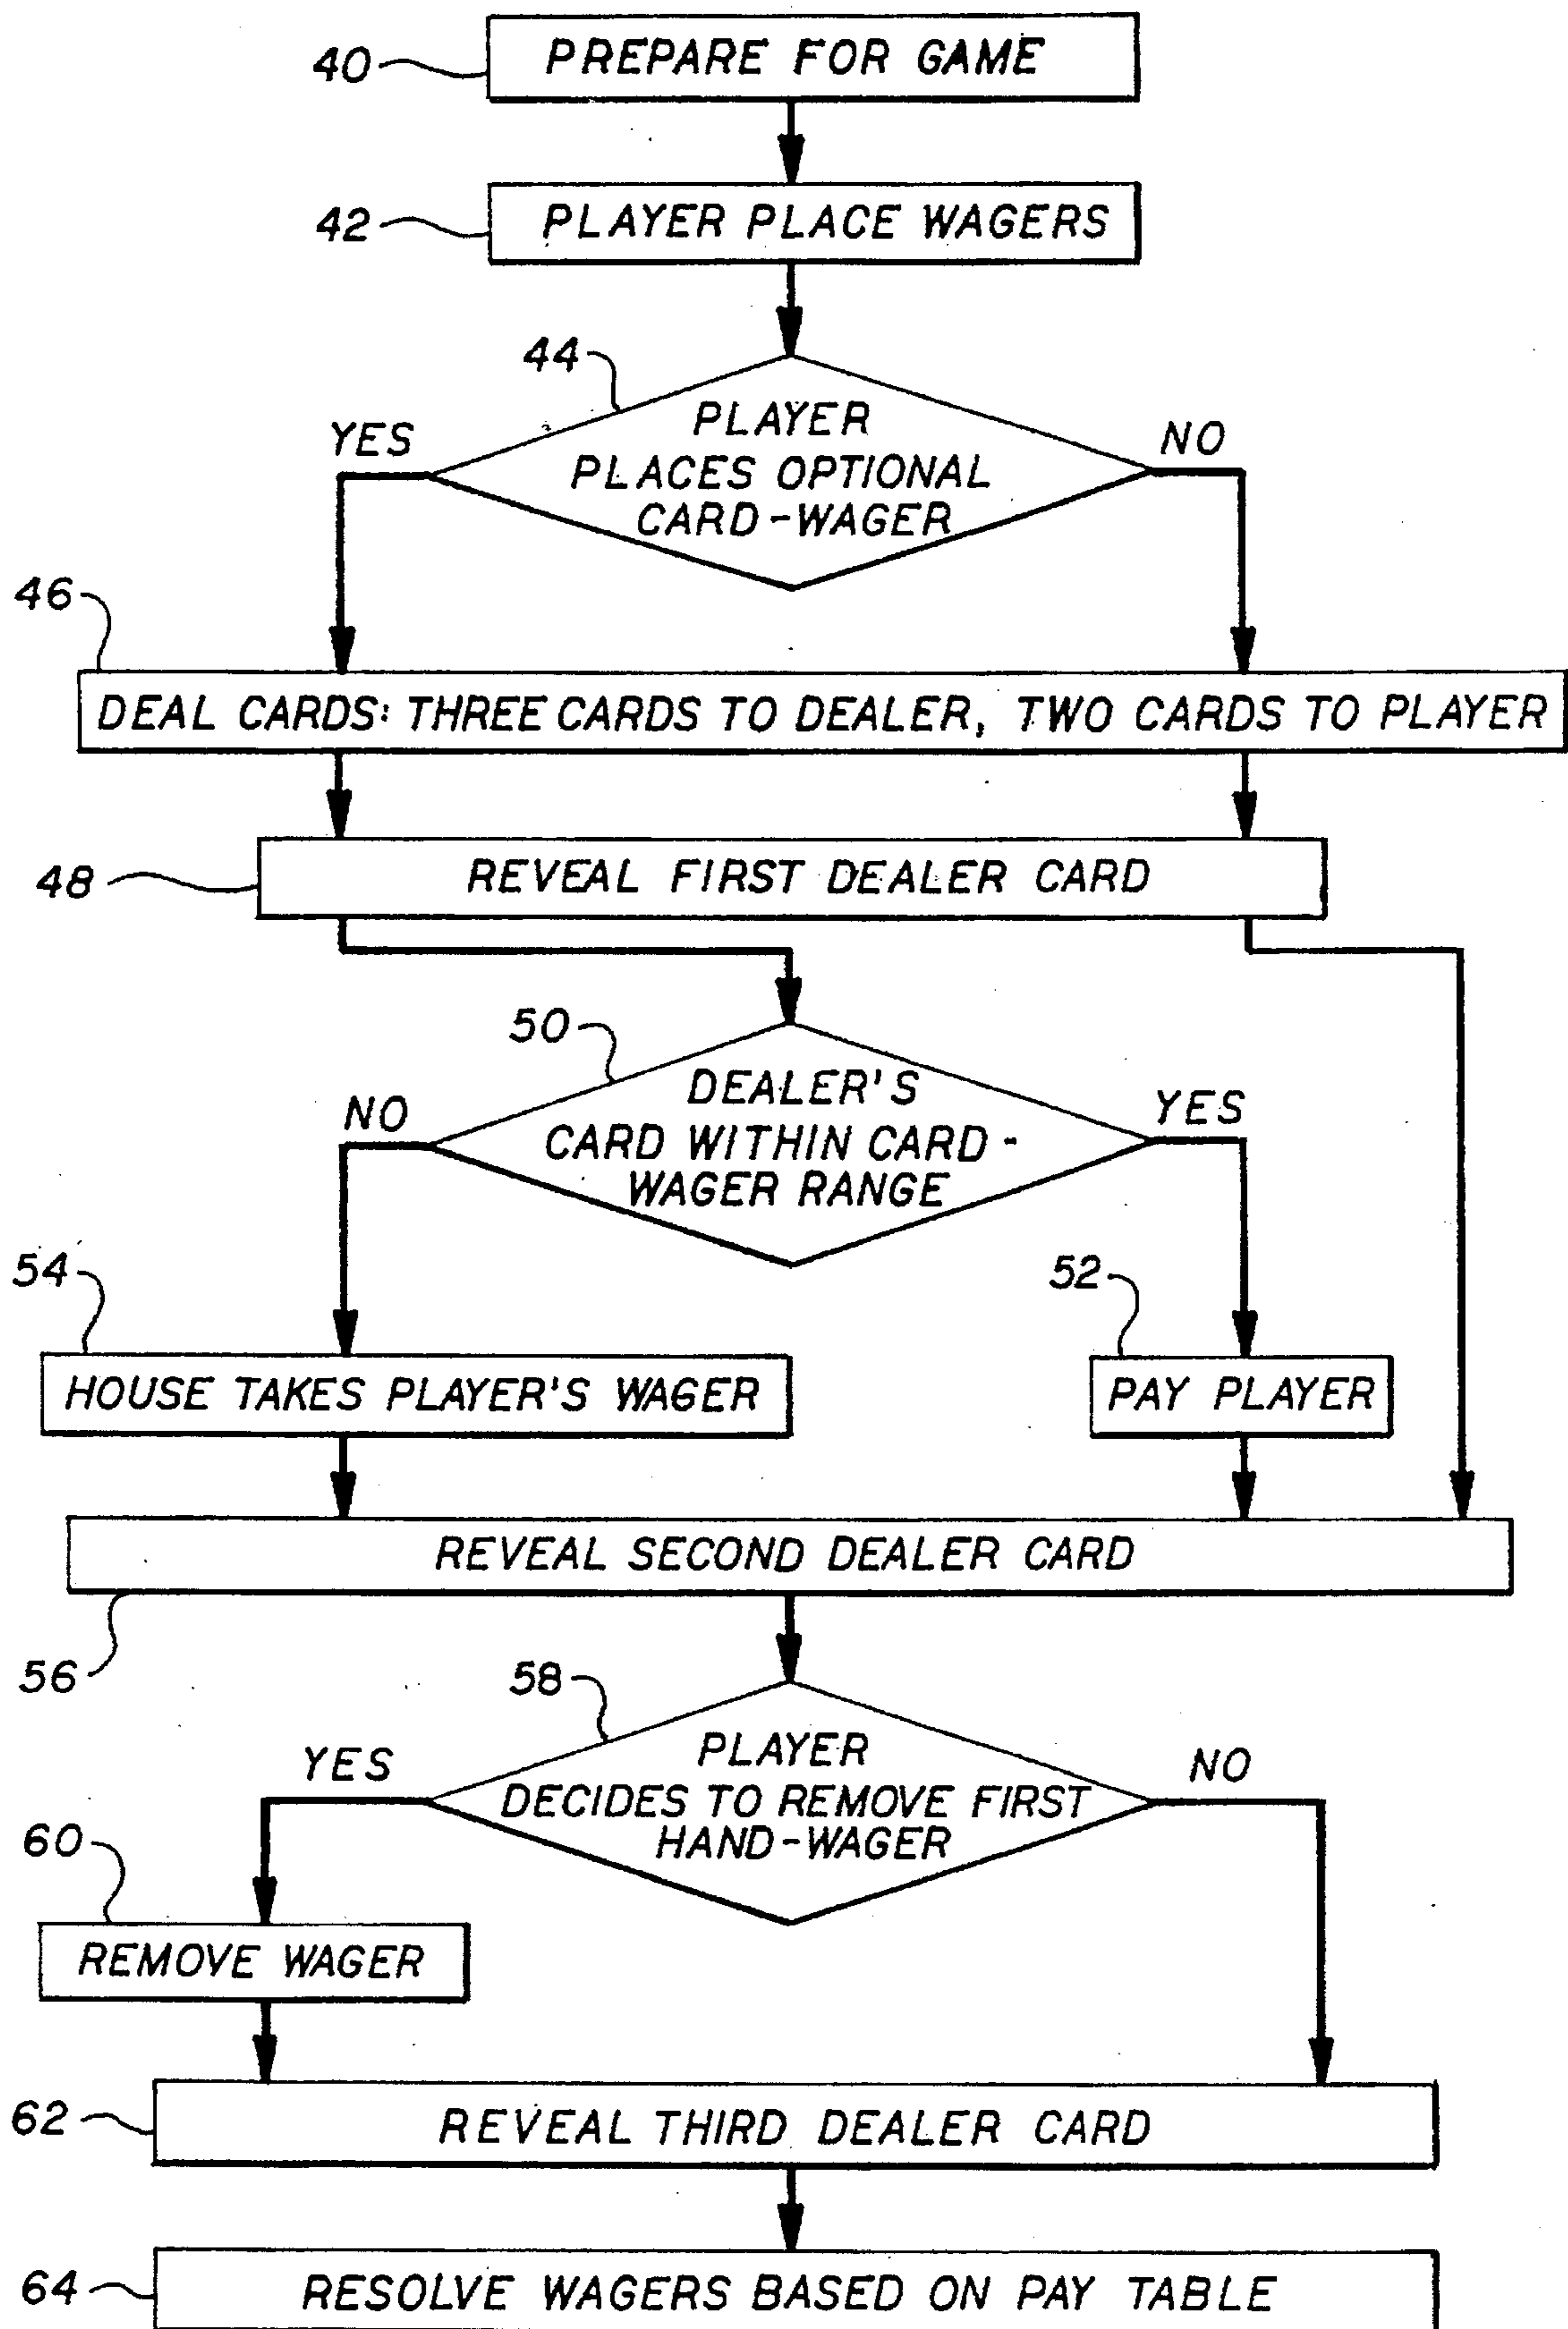 40
PREPARE FOR GAME
42
PLAYER PLACE WAGERS
44
PLAYER
PLACES OPTIONAL
CARD-WAGER
YES
NO
46
DEAL CARDS: THREE CARDS TO DEALER, TWO CARDS TO PLAYER
48
REVEAL FIRST DEALER CARD
50
DEALER'S
CARD WITHIN CARD-
WAGER RANGE
NO
YES
54
52
HOUSE TAKES PLAYER'S WAGER
PAY PLAYER
REVEAL SECOND DEALER CARD
56
58
PLAYER
DECIDES TO REMOVE FIRST
HAND-WAGER
YES
NO
60
REMOVE WAGER
62
REVEAL THIRD DEALER CARD
64
RESOLVE WAGERS BASED ON PAY TABLE